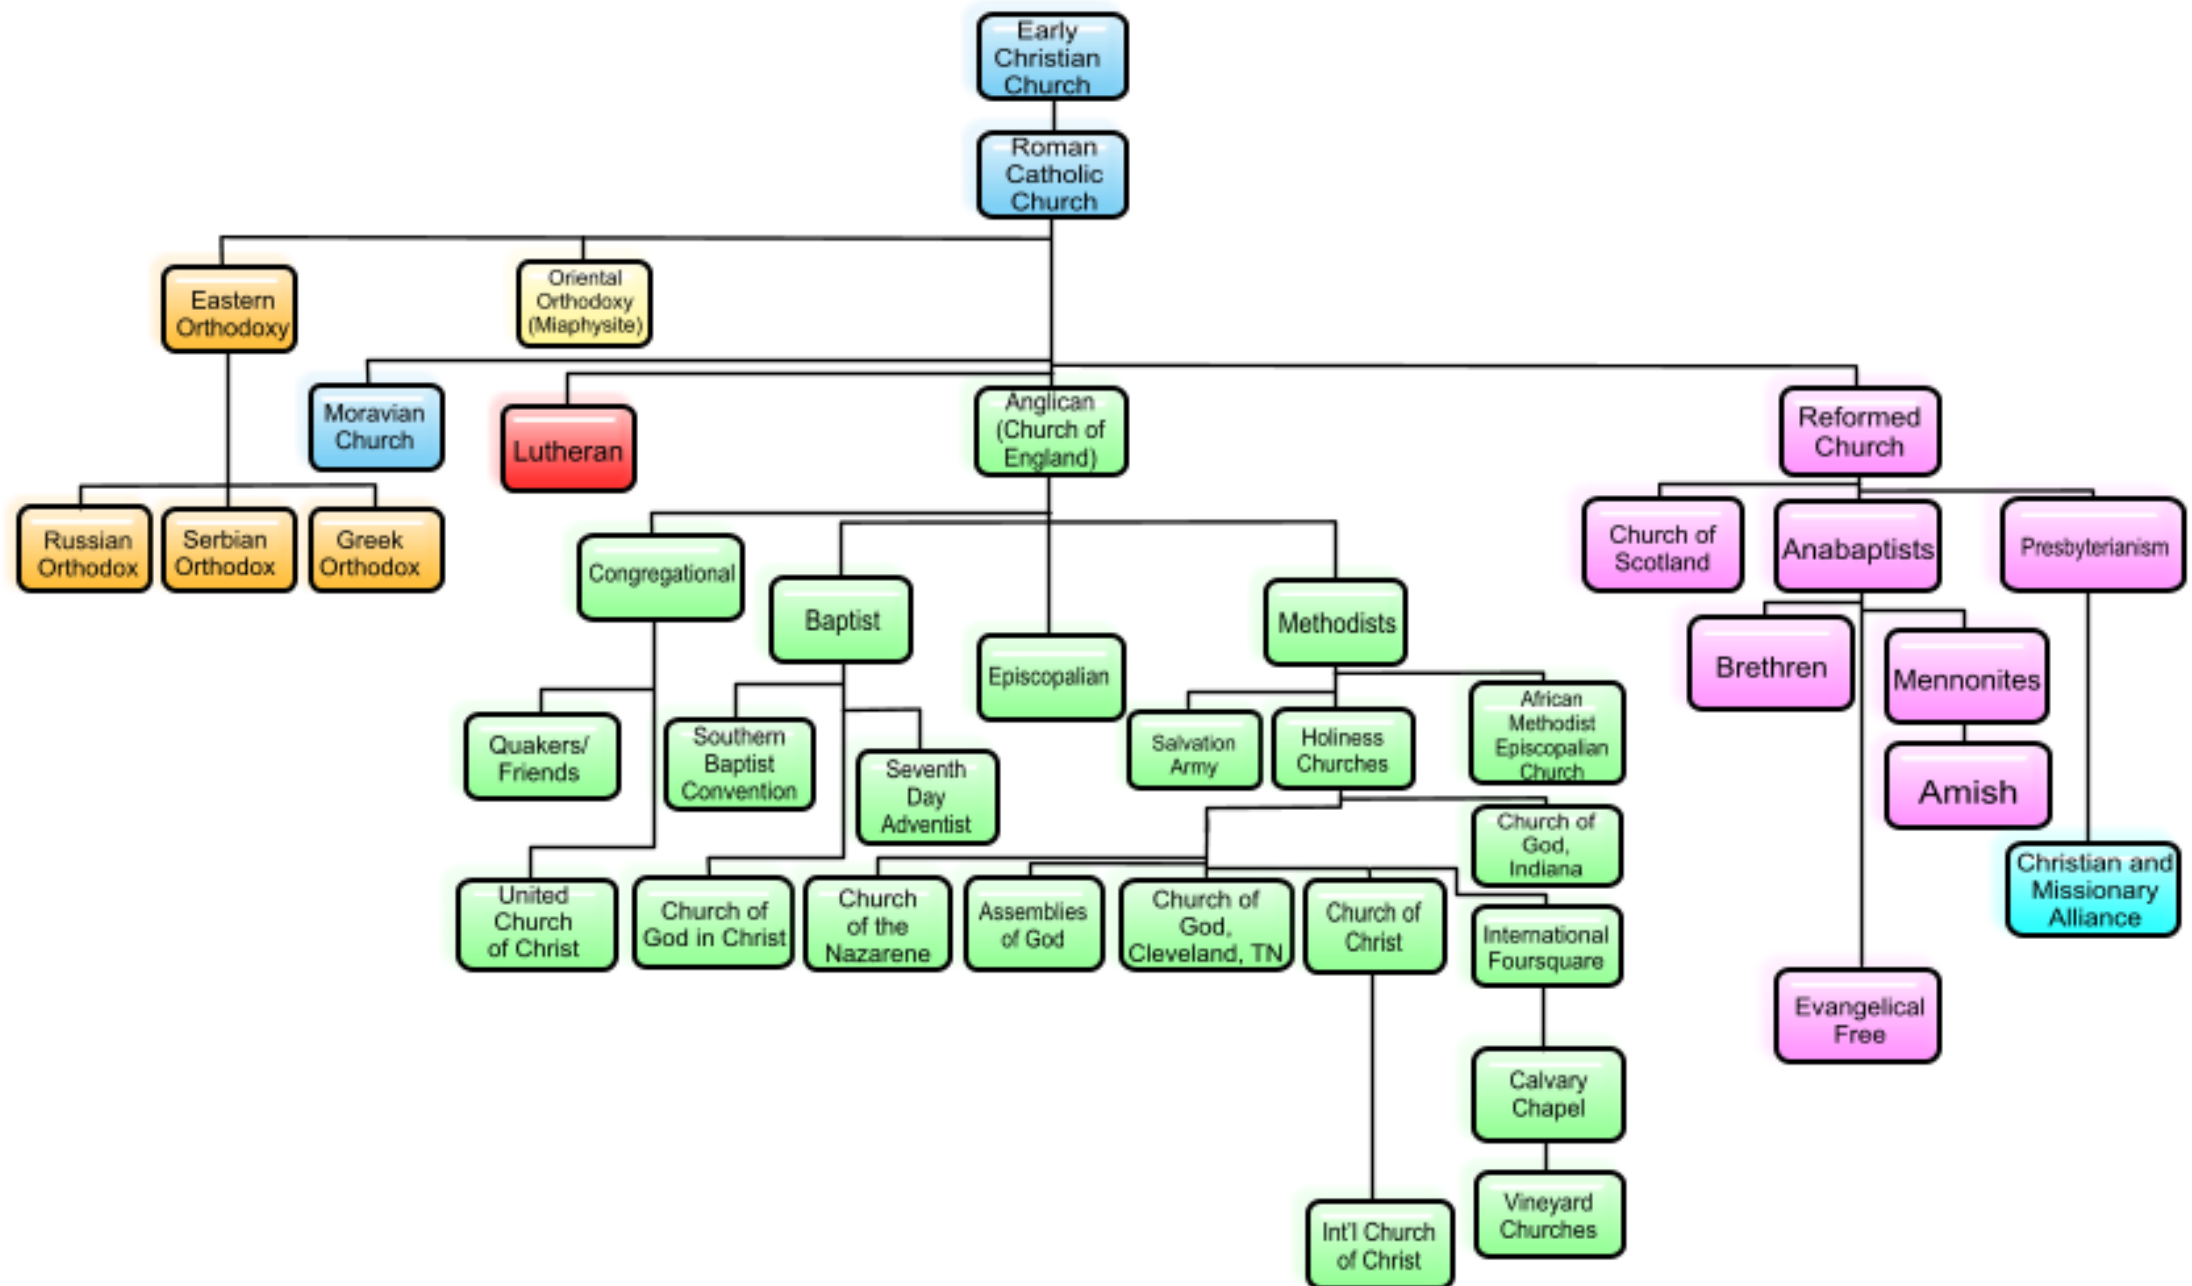 Early
Christian
Church
Roman
Catholic
Church
Eastern
Orthodoxy
Oriental
Orthodoxy
(Miaphysite)
Moravian
Church
Lutheran
Anglican
(Church of
England)
Reformed
Church
Russian
Orthodox
Serbian
Orthodox
Greek
Orthodox
Congregational
Baptist
Episcopalian
Methodists
Church of
Scotland
Anabaptists
Presbyterianism
Brethren
Mennonites
Amish
Quakers/
Friends
Southern
Baptist
Convention
Seventh
Day
Adventist
Salvation
Army
Holiness
Churches
African
Methodist
Episcopalian
Church
Church of
God,
Indiana
Christian and
Missionary
Alliance
United
Church
of Christ
Church of
God in Christ
Church
of the
Nazarene
Assemblies
of God
Church of
God,
Cleveland, TN
Church of
Christ
International
Foursquare
Evangelical
Free
Calvary
Chapel
Vineyard
Churches
Int'l Church
of Christ